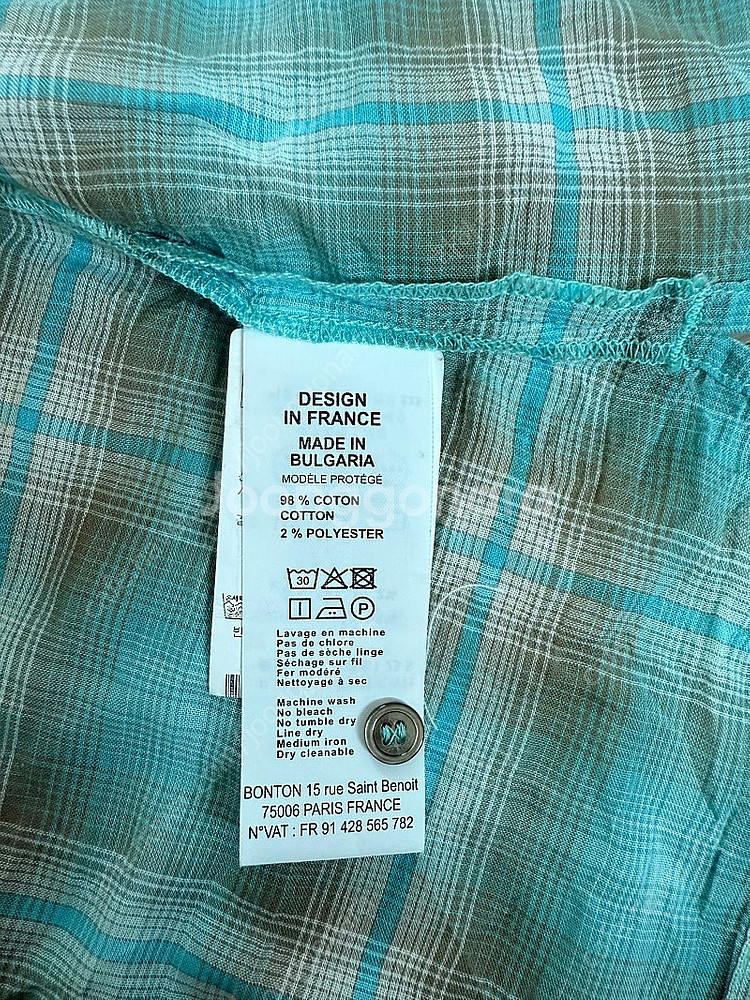 DESIGN
IN FRANCE
MADE IN
BULGARIA
MODÈLE PROTÉGÉ
98 % COTON
COTTON
2 % POLYESTER
30
P
Lavage en machine
Pas de chlore
Pas de sèche linge
Séchage sur fil
Fer modéré
Nettoyage à sec
Machine wash
No bleach
No tumble dry
Line dry
Medium iron
Dry cleanable
BONTON 15 rue Saint Benoit
75006 PARIS FRANCE
N°VAT : FR 91 428 565 782